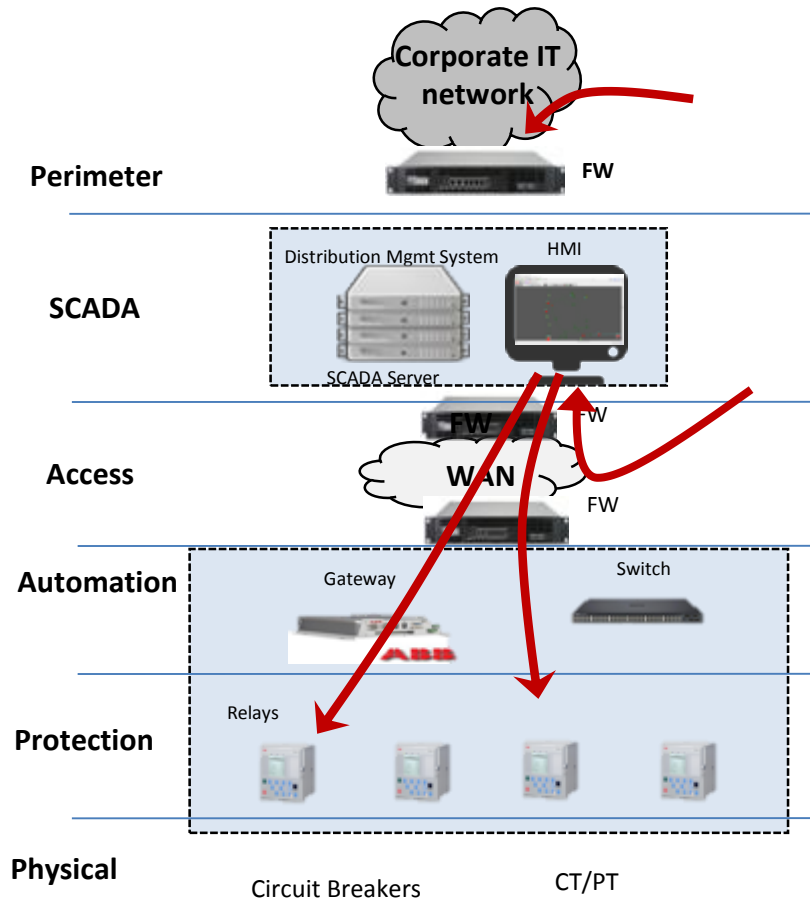 Corporate IT
network
FW
Perimeter
Distribution Mgmt System
HMI
SCADA
SCADA Server
FW
FW
Access
WAN
FW
Automation
Gateway
Switch
ABB
Relays
Protection
Physical
Circuit Breakers
CT/PT